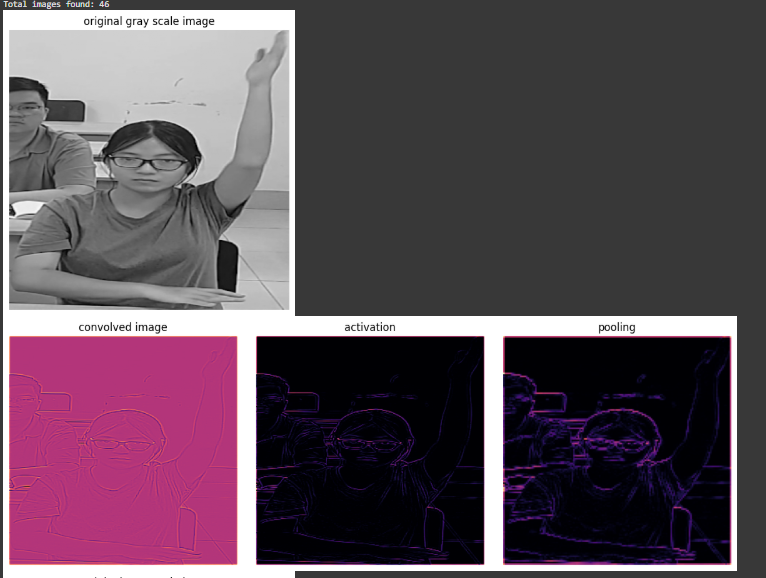 Total images found: 46
original gray scale image
convolved image
activation
pooling